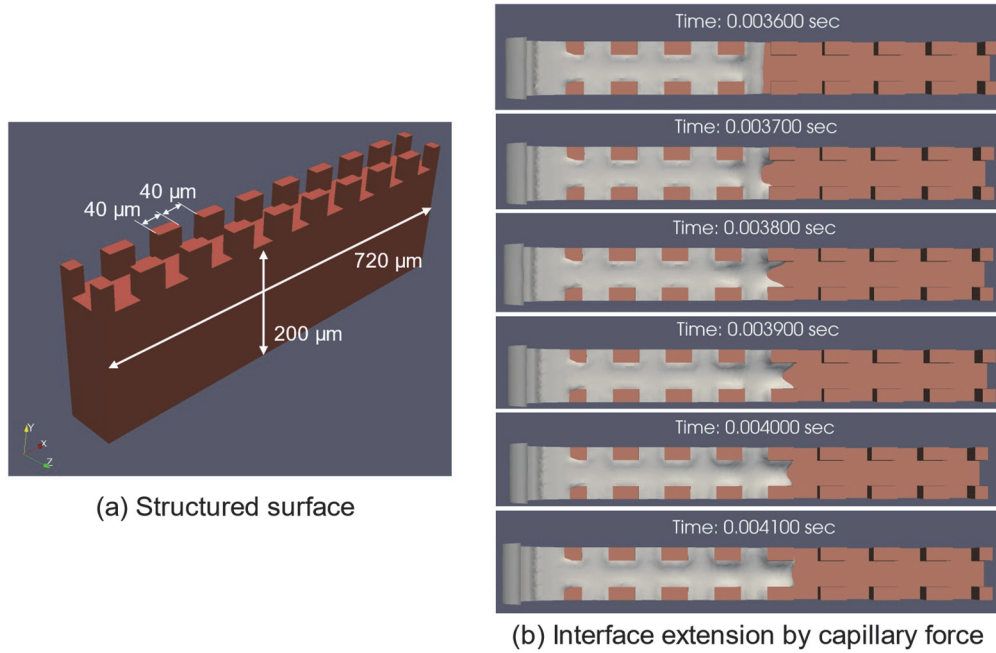 40 μm
40 μm
720 μm
200 μm
Y
X
Z
(a) Structured surface
Time: 0.003600 sec
Time: 0.003700 sec
Time: 0.003800 sec
Time: 0.003900 sec
Time: 0.004000 sec
Time: 0.004100 sec
(b) Interface extension by capillary force